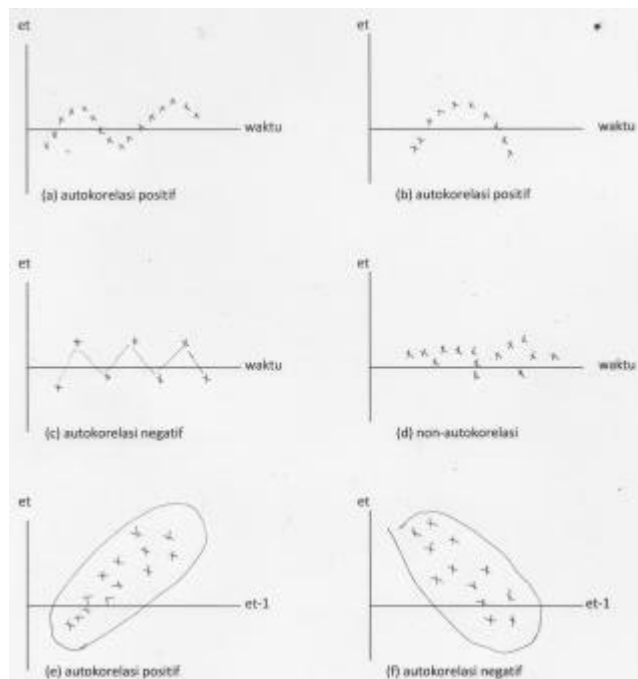 et
et
waktu
waktu
(a) autokorelasi positif
(b) autokorelasi positif
et
et
waktu
waktu
(c) autokorelasi negatif
(d) non-autokorelasi
et
et
et-1
et-1
(e) autokorelasi positif
(f) autokorelasi negatif